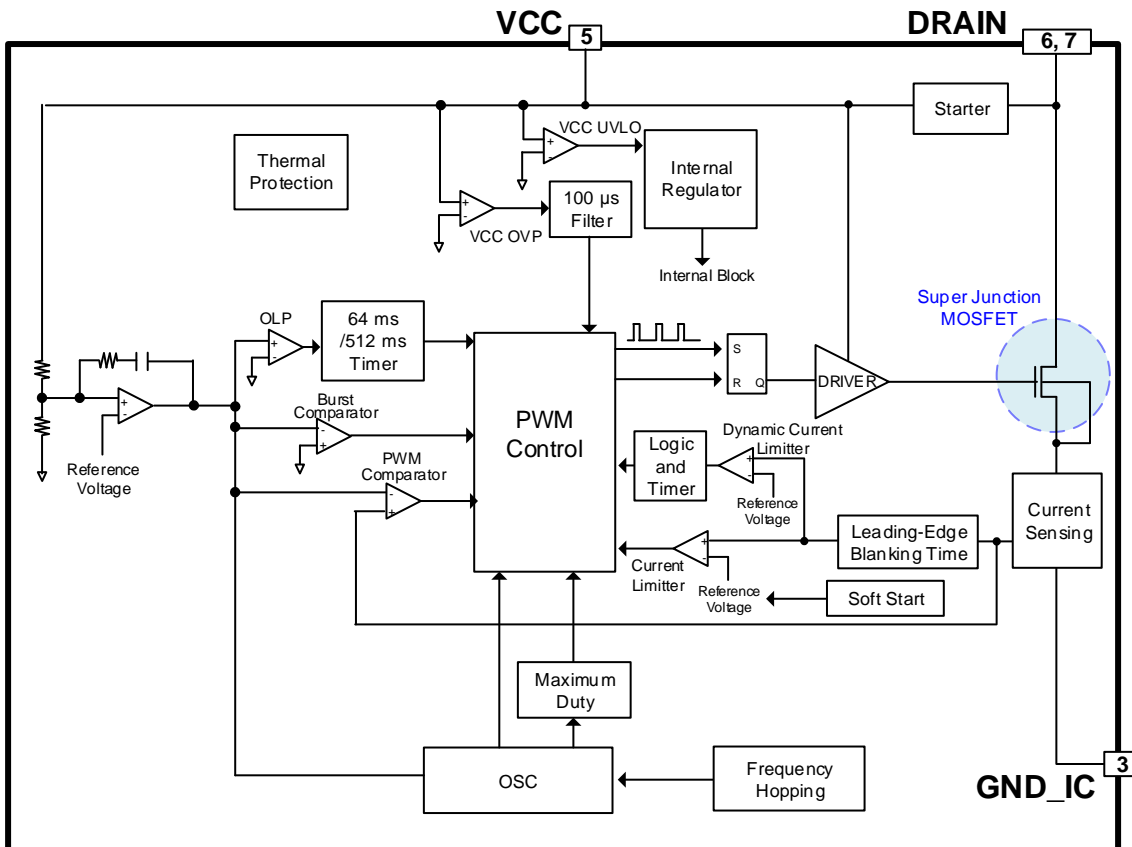 VCC
DRAIN
5
6, 7
Starter
VCC UVLO
+
-
Thermal
Protection
Internal
Regulator
+
-
100 µs
Filter
VCC OVP
Internal Block
Super Junction
MOSFET
OLP
+
-
64 ms
/512 ms
Timer
S
R Q
DRIVER
+
-
Burst
Comparator
-
+
PWM
Control
Reference
Voltage
PWM
Comparator
-
+
Logic
and
Timer
Dynamic Current
Limitter
+
-
Reference
Voltage
Leading-Edge
Blanking Time
Current
Sensing
+
-
Current
Limitter
Reference
Voltage
Soft Start
Maximum
Duty
OSC
Frequency
Hopping
3
GND_IC